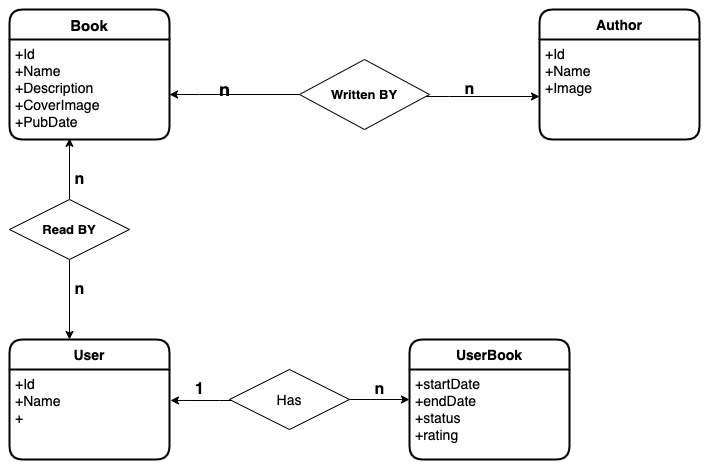 Book
+Id
+Name
+Description
+CoverImage
+PubDate
n
Written BY
n
Author
+Id
+Name
+Image
n
Read BY
n
User
+Id
+Name
+
1
Has
n
UserBook
+startDate
+endDate
+status
+rating